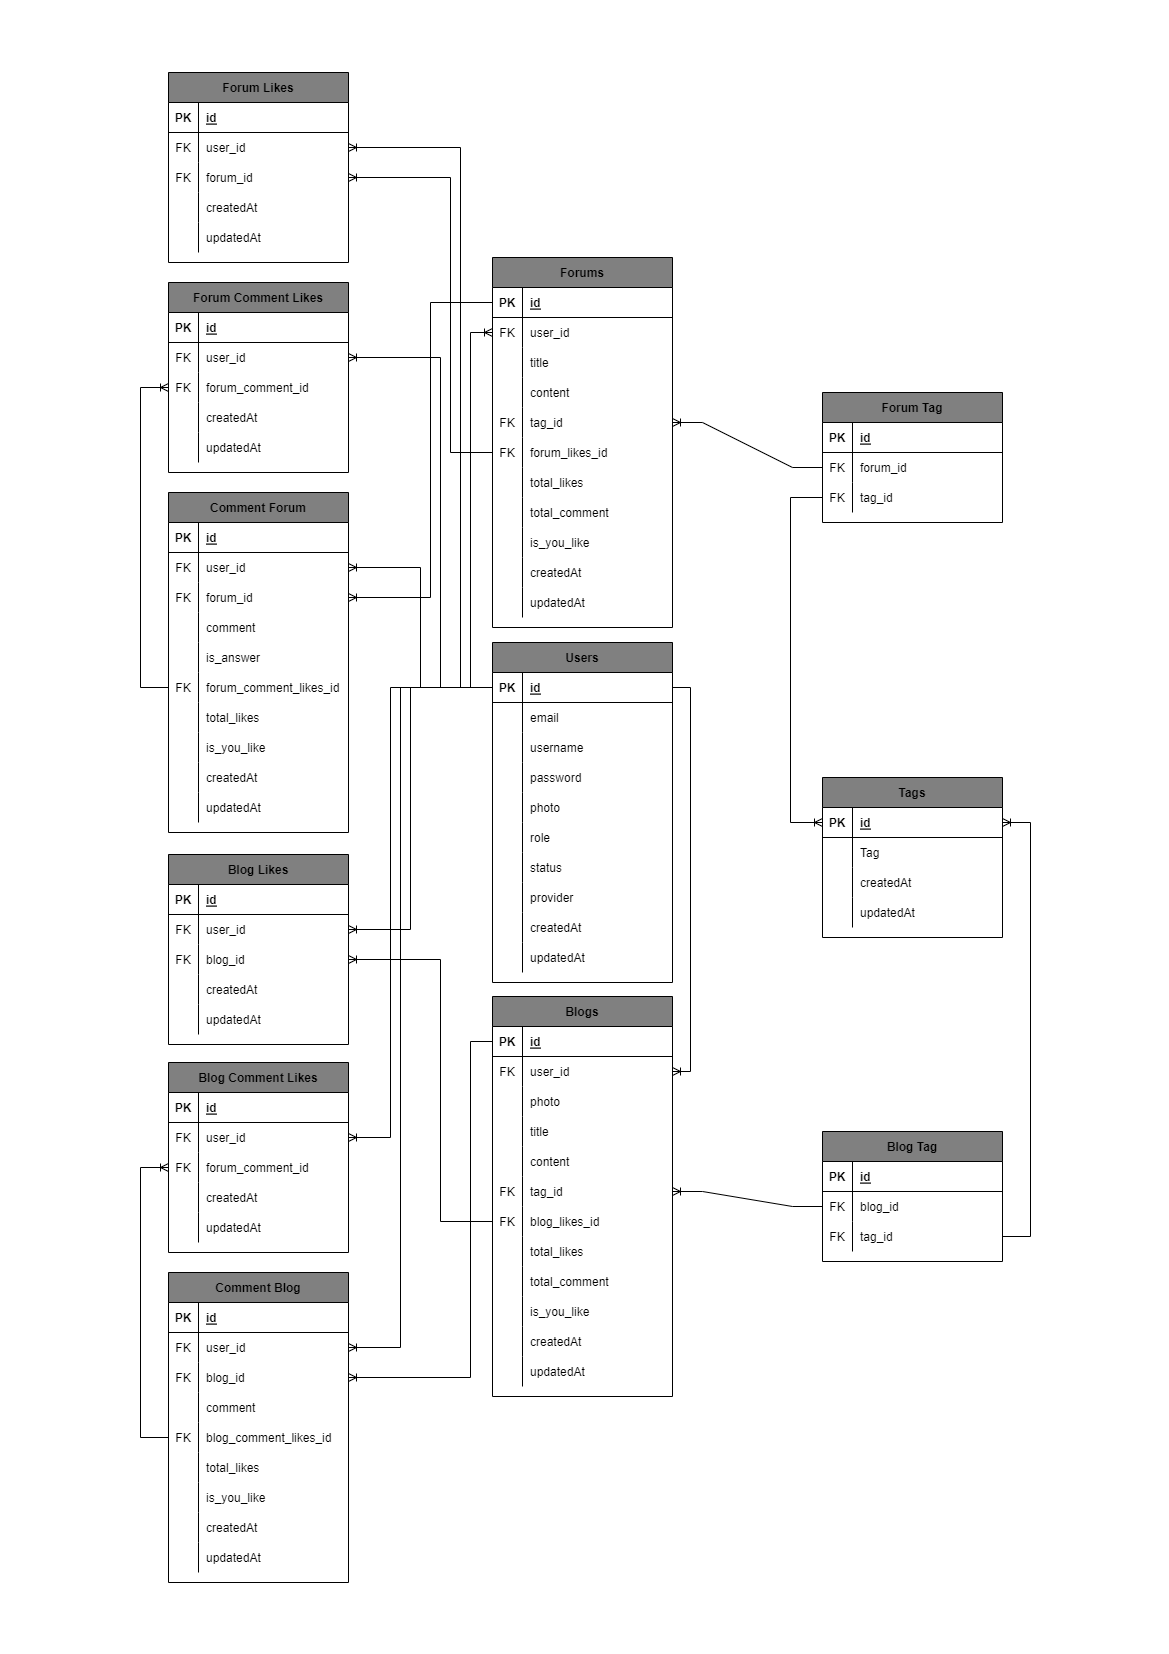 Forum Likes
PK id
FK user_id
FK forum_id
createdAt
updatedAt
Forum Comment Likes
PK id
FK user_id
FK forum_comment_id
createdAt
updatedAt
Comment Forum
PK id
FK user_id
FK forum_id
comment
is_answer
FK forum_comment_likes_id
total_likes
is_you_like
createdAt
updatedAt
Blog Likes
PK id
FK user_id
FK blog_id
createdAt
updatedAt
Blog Comment Likes
PK id
FK user_id
FK forum_comment_id
createdAt
updatedAt
Comment Blog
PK id
FK user_id
FK blog_id
comment
FK blog_comment_likes_id
total_likes
is_you_like
createdAt
updatedAt
Forums
PK id
FK user_id
title
content
FK tag_id
FK forum_likes_id
total_likes
total_comment
is_you_like
createdAt
updatedAt
Users
PK id
email
username
password
photo
role
status
provider
createdAt
updatedAt
Blogs
PK id
FK user_id
photo
title
content
FK tag_id
FK blog_likes_id
total_likes
total_comment
is_you_like
createdAt
updatedAt
Forum Tag
PK id
FK forum_id
FK tag_id
Tags
PK id
Tag
createdAt
updatedAt
Blog Tag
PK id
FK blog_id
FK tag_id